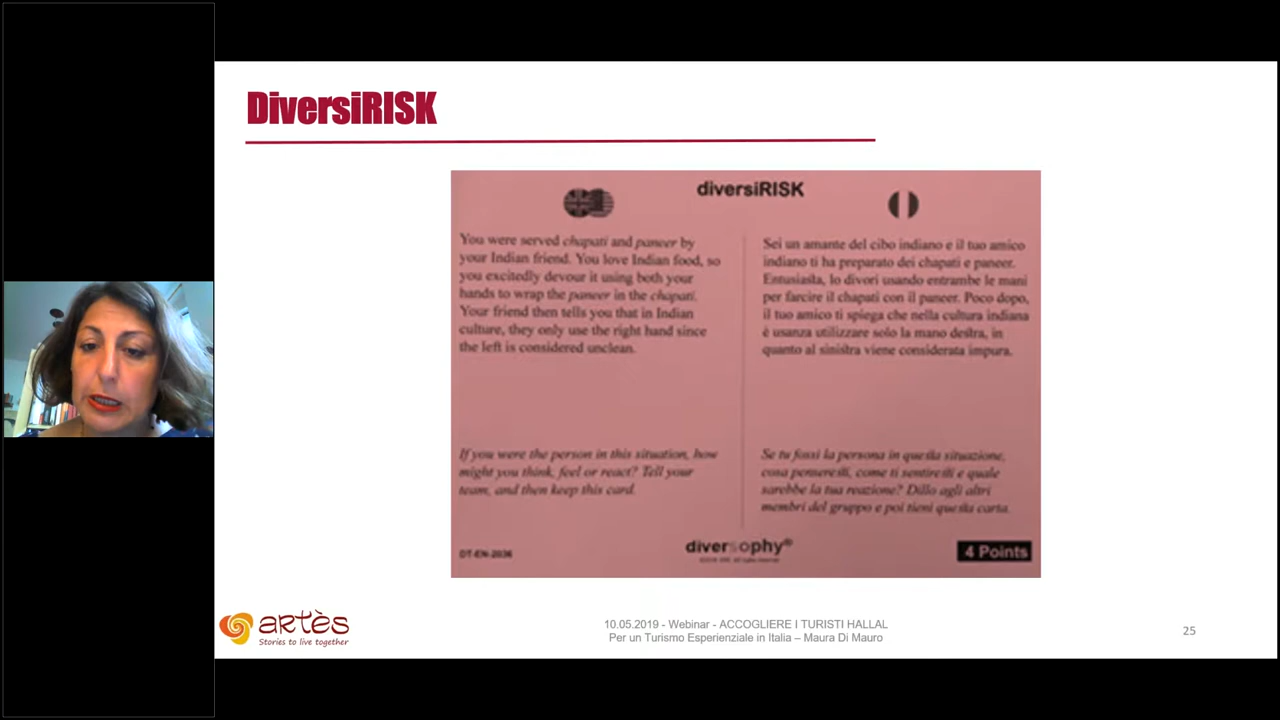 DiversiRISK
diversiRISK
You were served chapati and paneer by
your Indian friend. You love Indian food, so
you excitedly devour it using both your
hands to wrap the paneer in the chapati.
Your friend then tells you that in Indian
culture, they only use the right hand since
the left is considered unclean.
If you were the person in this situation, how
might you think, feel or react? Tell your
team, and then keep this card.
Sei un amante del cibo indiano e il tuo amico
indiano ti ha preparato dei chapati e paneer.
Entusiasta, lo divori usando entrambe le mani
per farcire il chapati con il paneer. Poco dopo,
il tuo amico ti spiega che nella cultura indiana
è usanza utilizzare solo la mano destra, in
quanto al sinistra viene considerata impura.
Se tu fossi la persona in questa situazione,
cosa penseresti, come ti sentiresti e quale
sarebbe la tua reazione? Dillo agli altri
membri del gruppo e poi tieni questa carta.
DT-EN-2036
diversophy®
4 Points
artès
Stories to live together
10.05.2019 - Webinar - ACCOGLIERE I TURISTI HALLAL
Per un Turismo Esperienziale in Italia – Maura Di Mauro
25